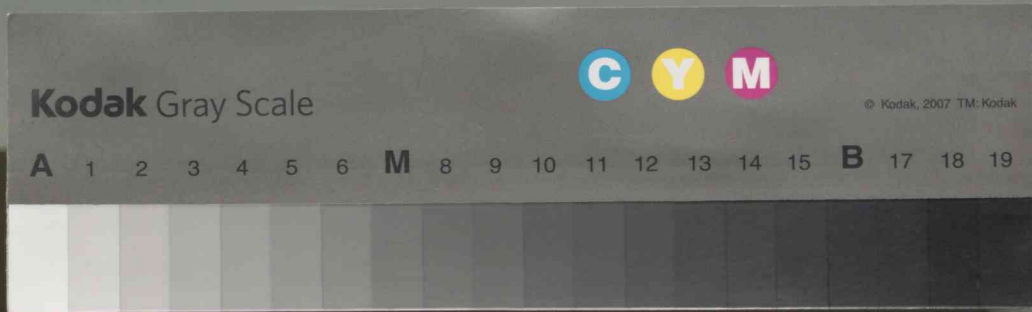 C Y M
Kodak Gray Scale
© Kodak, 2007 TM: Kodak
A 1 2 3 4 5 6 M 8 9 10 11 12 13 14 15 B 17 18 19